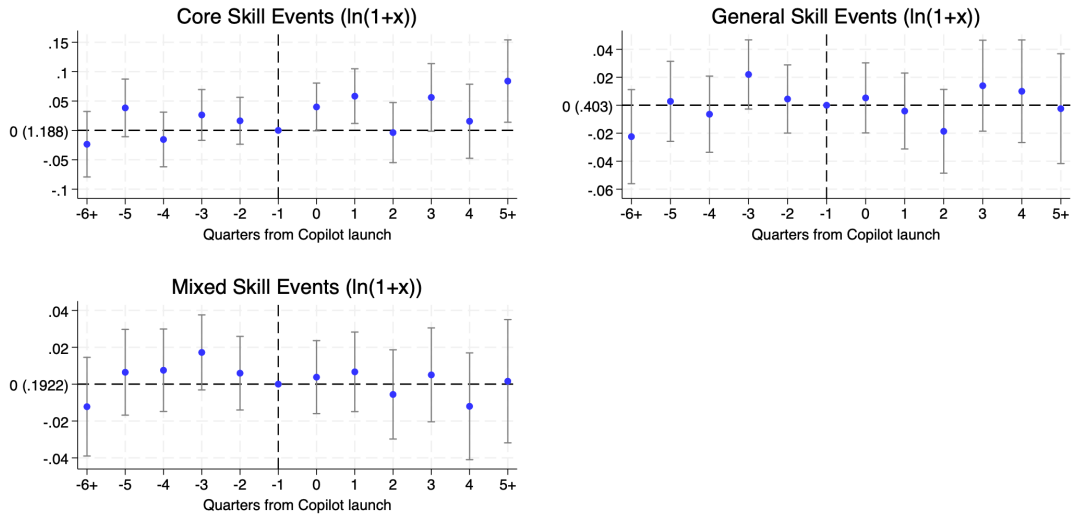 Core Skill Events (ln(1+x))
.15
.1
.05
0 (1.188)
-.05
-.1
-6+ -5 -4 -3 -2 -1 0 1 2 3 4 5+
Quarters from Copilot launch
General Skill Events (ln(1+x))
.04
.02
0 (.403)
-.02
-.04
-.06
-6+ -5 -4 -3 -2 -1 0 1 2 3 4 5+
Quarters from Copilot launch
Mixed Skill Events (ln(1+x))
.04
.02
0 (.1922)
-.02
-.04
-6+ -5 -4 -3 -2 -1 0 1 2 3 4 5+
Quarters from Copilot launch